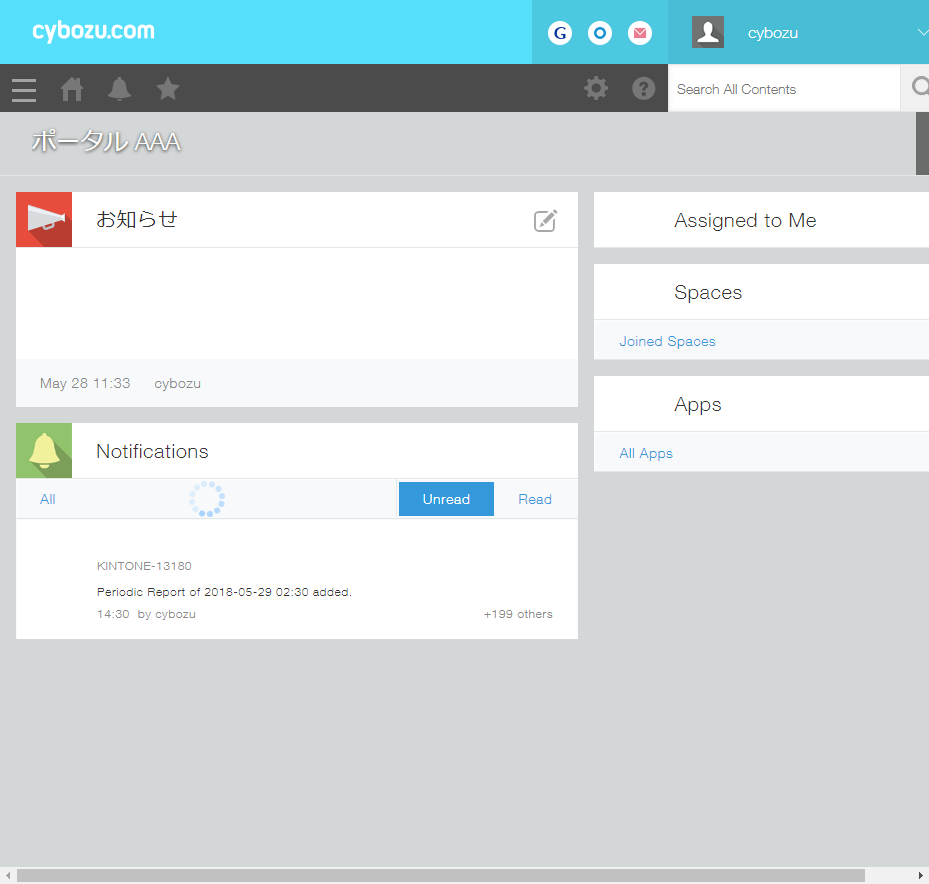 cybozu.com
G
cybozu
?
Search All Contents
ポータル AAA
お知らせ
May 28 11:33 cybozu
Notifications
All
Unread
Read
KINTONE-13180
Periodic Report of 2018-05-29 02:30 added.
14:30 by cybozu
+199 others
Assigned to Me
Spaces
Joined Spaces
Apps
All Apps